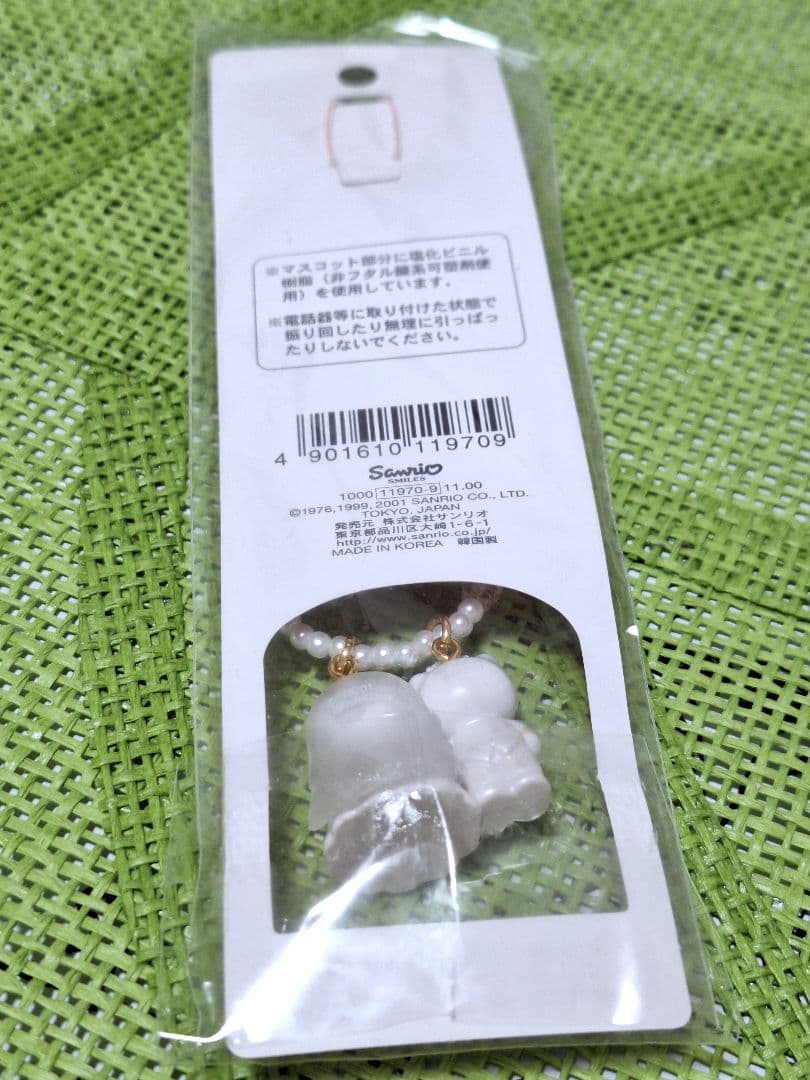 ※マスコット部分に塩化ビニル
樹脂（非フタル酸系可塑剤使
用）を使用しています。
※電話器等に取り付けた状態で
振り回したり無理に引っぱっ
たりしないでください。
4 901610 119709
Sanrio
SMILES
1000 11970-9 11.00
©1976,1999,2001 SANRIO CO., LTD.
TOKYO, JAPAN
発売元 株式会社サンリオ
東京都品川区大崎1-6-1
http://www.sanrio.co.jp/
MADE IN KOREA 韓国製